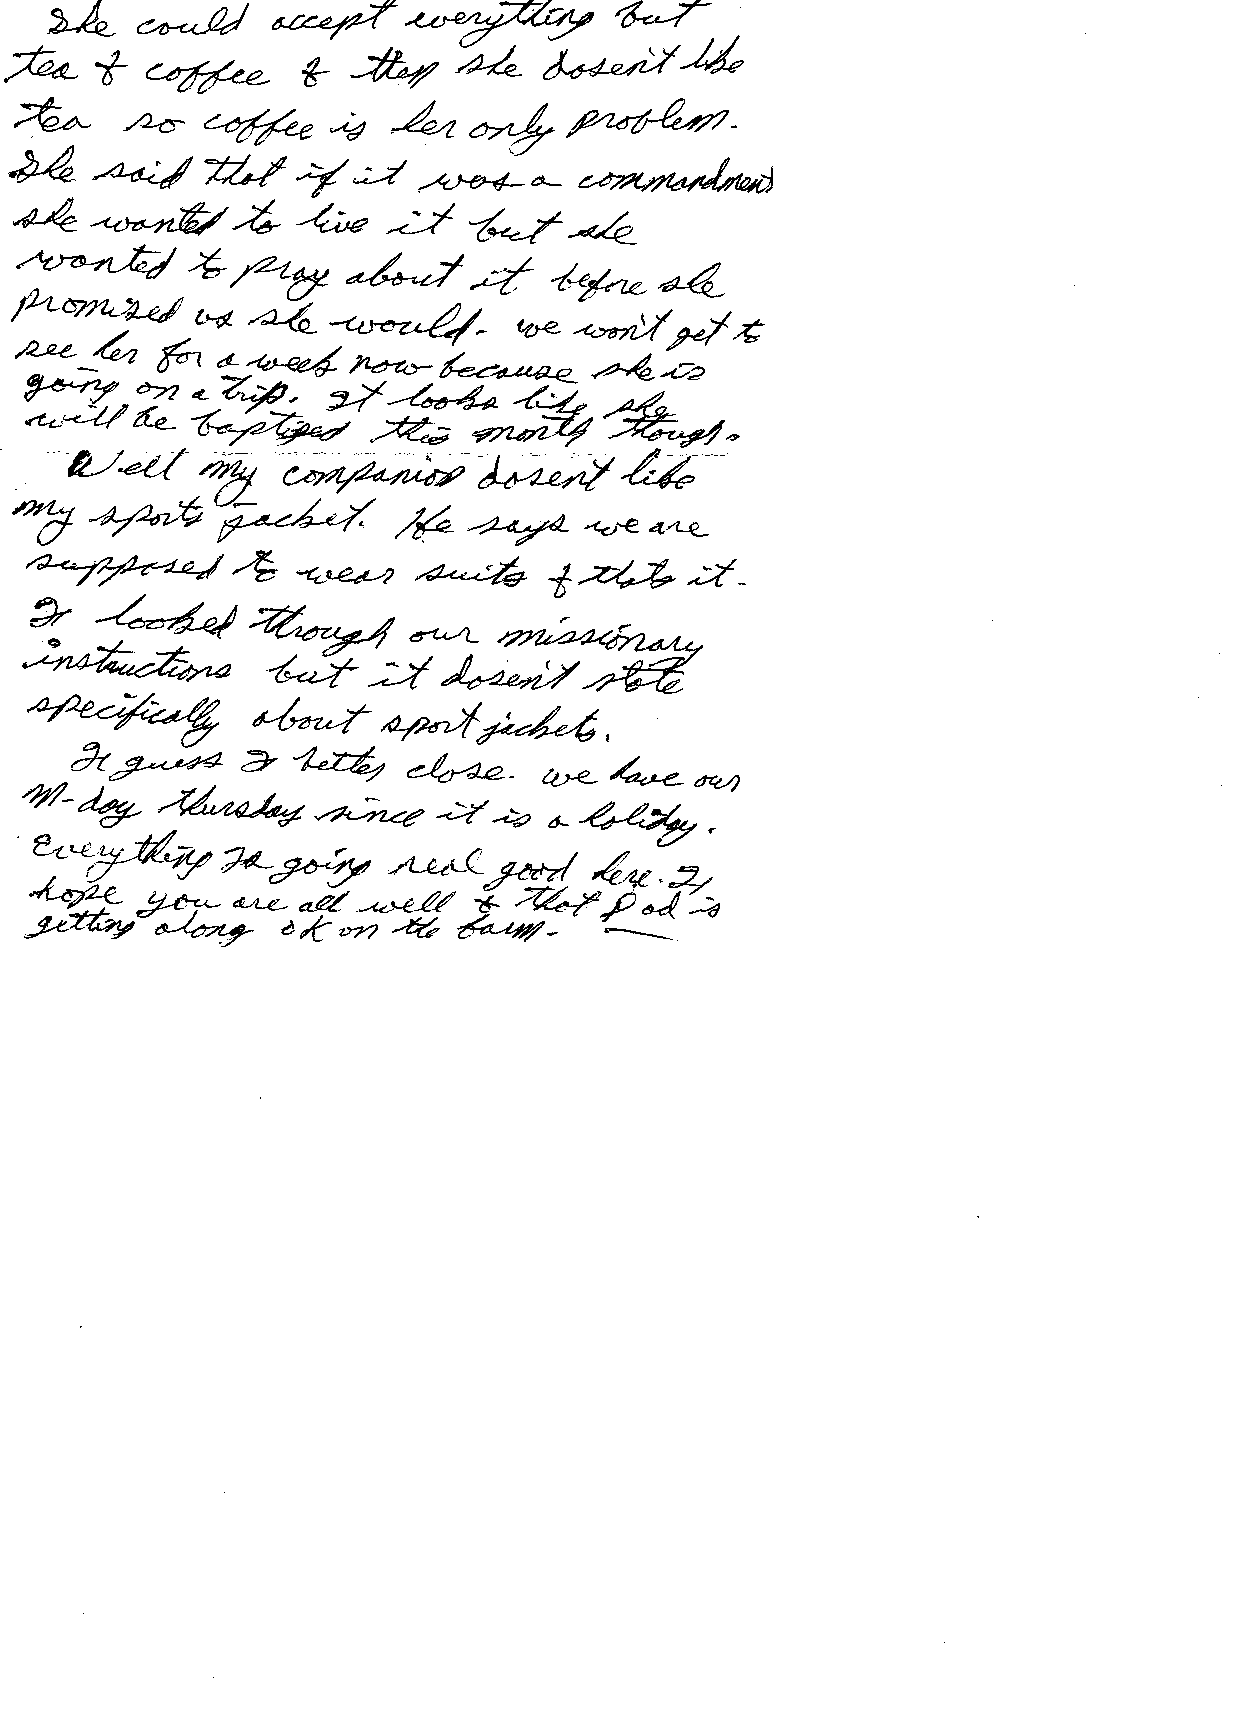 She could accept everything but
tea & coffee & then she dosen't like
tea so coffee is her only problem.
She said that if it was a commandment
she wanted to live it but she
wanted to pray about it before she
promised us she would. we won't get to
see her for a week now because she is
going on a trip. It looks like she
will be baptized this month though.
Well my companion dosent like
my sports jacket. He says we are
supposed to wear suits & thats it.
I looked through our missionary
instructions but it dosen't state
specifically about sport jackets.
I guess I better close. we have our
M-day thursday since it is a holiday.
Everything is going real good here. I
hope you are all well & that Dad is
getting along ok on the farm.